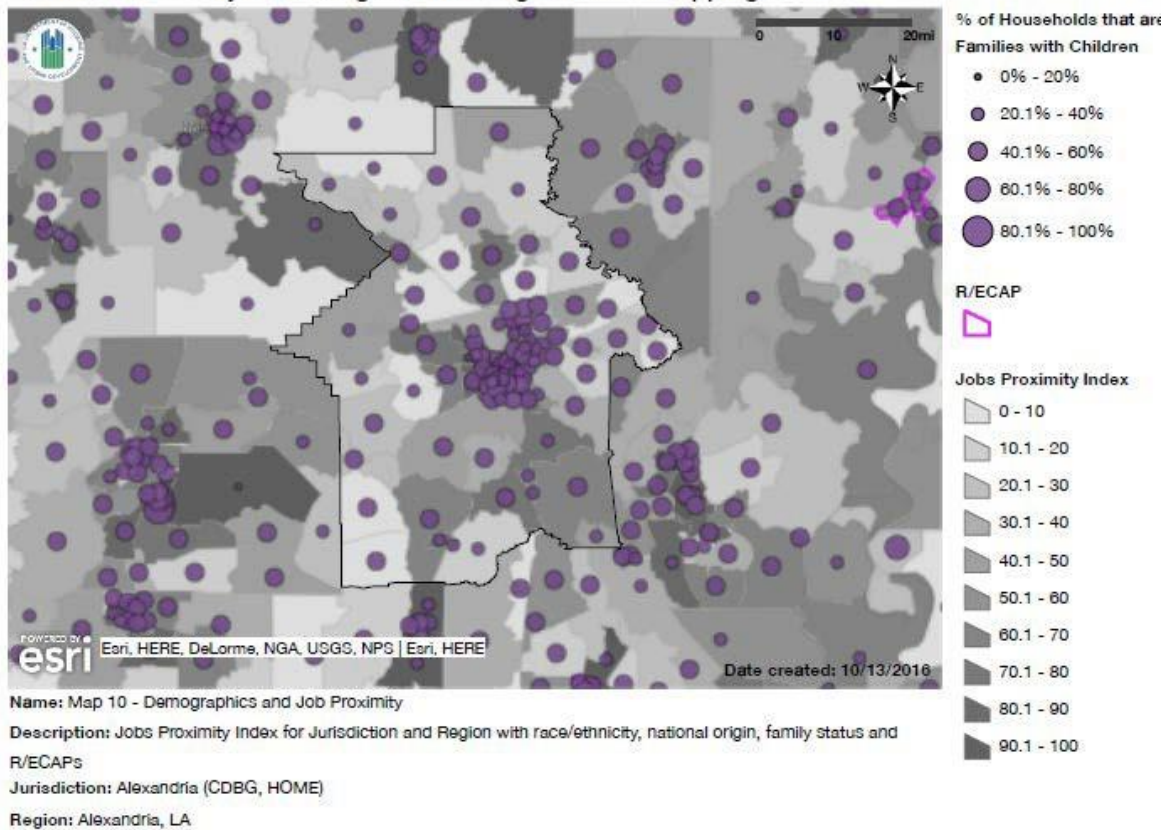 0 10 20mi
N
W E
S
% of Households that are
Families with Children
0% - 20%
20.1% - 40%
40.1% - 60%
60.1% - 80%
80.1% - 100%
R/ECAP
Jobs Proximity Index
0 - 10
10.1 - 20
20.1 - 30
30.1 - 40
40.1 - 50
50.1 - 60
60.1 - 70
70.1 - 80
80.1 - 90
90.1 - 100
POWERED BY
esri
Esri, HERE, DeLorme, NGA, USGS, NPS | Esri, HERE
Date created: 10/13/2016
Name: Map 10 - Demographics and Job Proximity
Description: Jobs Proximity Index for Jurisdiction and Region with race/ethnicity, national origin, family status and
R/ECAPs
Jurisdiction: Alexandria (CDBG, HOME)
Region: Alexandria, LA